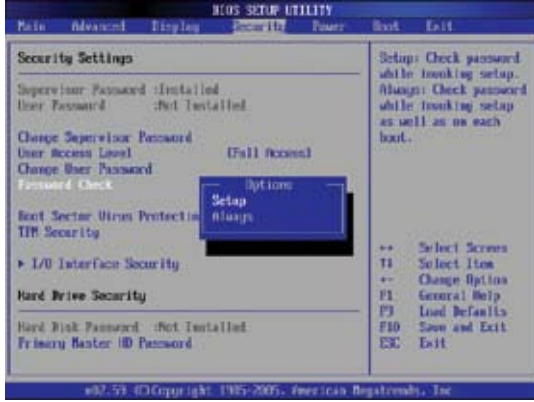 BIOS SETUP UTILITY
Main Advanced Display Security Power Boot Exit
Security Settings
Supervisor Password :Installed
User Password :Not Installed
Change Supervisor Password
User Access Level [Full Access]
Change User Password
Password Check
Boot Sector Virus Protection
TPM Security
I/O Interface Security
Hard Drive Security
Hard Disk Password :Not Installed
Primary Master HD Password
Options
Setup
Always
Setup: Check password
while invoking setup.
Always: Check password
while invoking setup
as well as on each
boot.
Select Screen
Select Item
+- Change Option
F1 General Help
F9 Load Defaults
F10 Save and Exit
ESC Exit
v02.59 (C)Copyright 1985-2005, American Megatrends, Inc